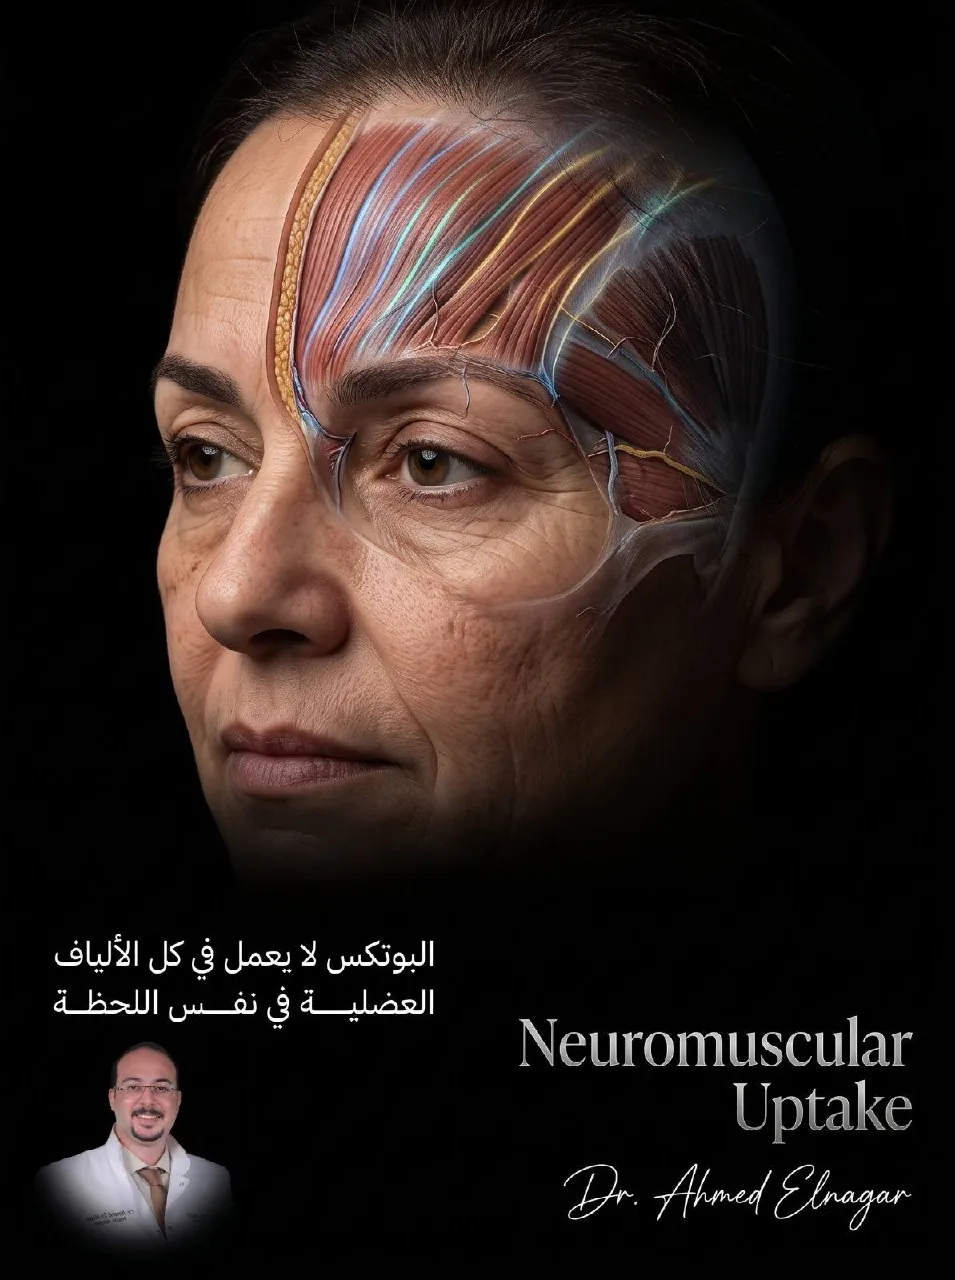 البوتكس لا يعمل في كل الألياف
العضليـــة في نفـــس اللحظـــة
Neuromuscular
Uptake
Dr. Ahmed Elnagar